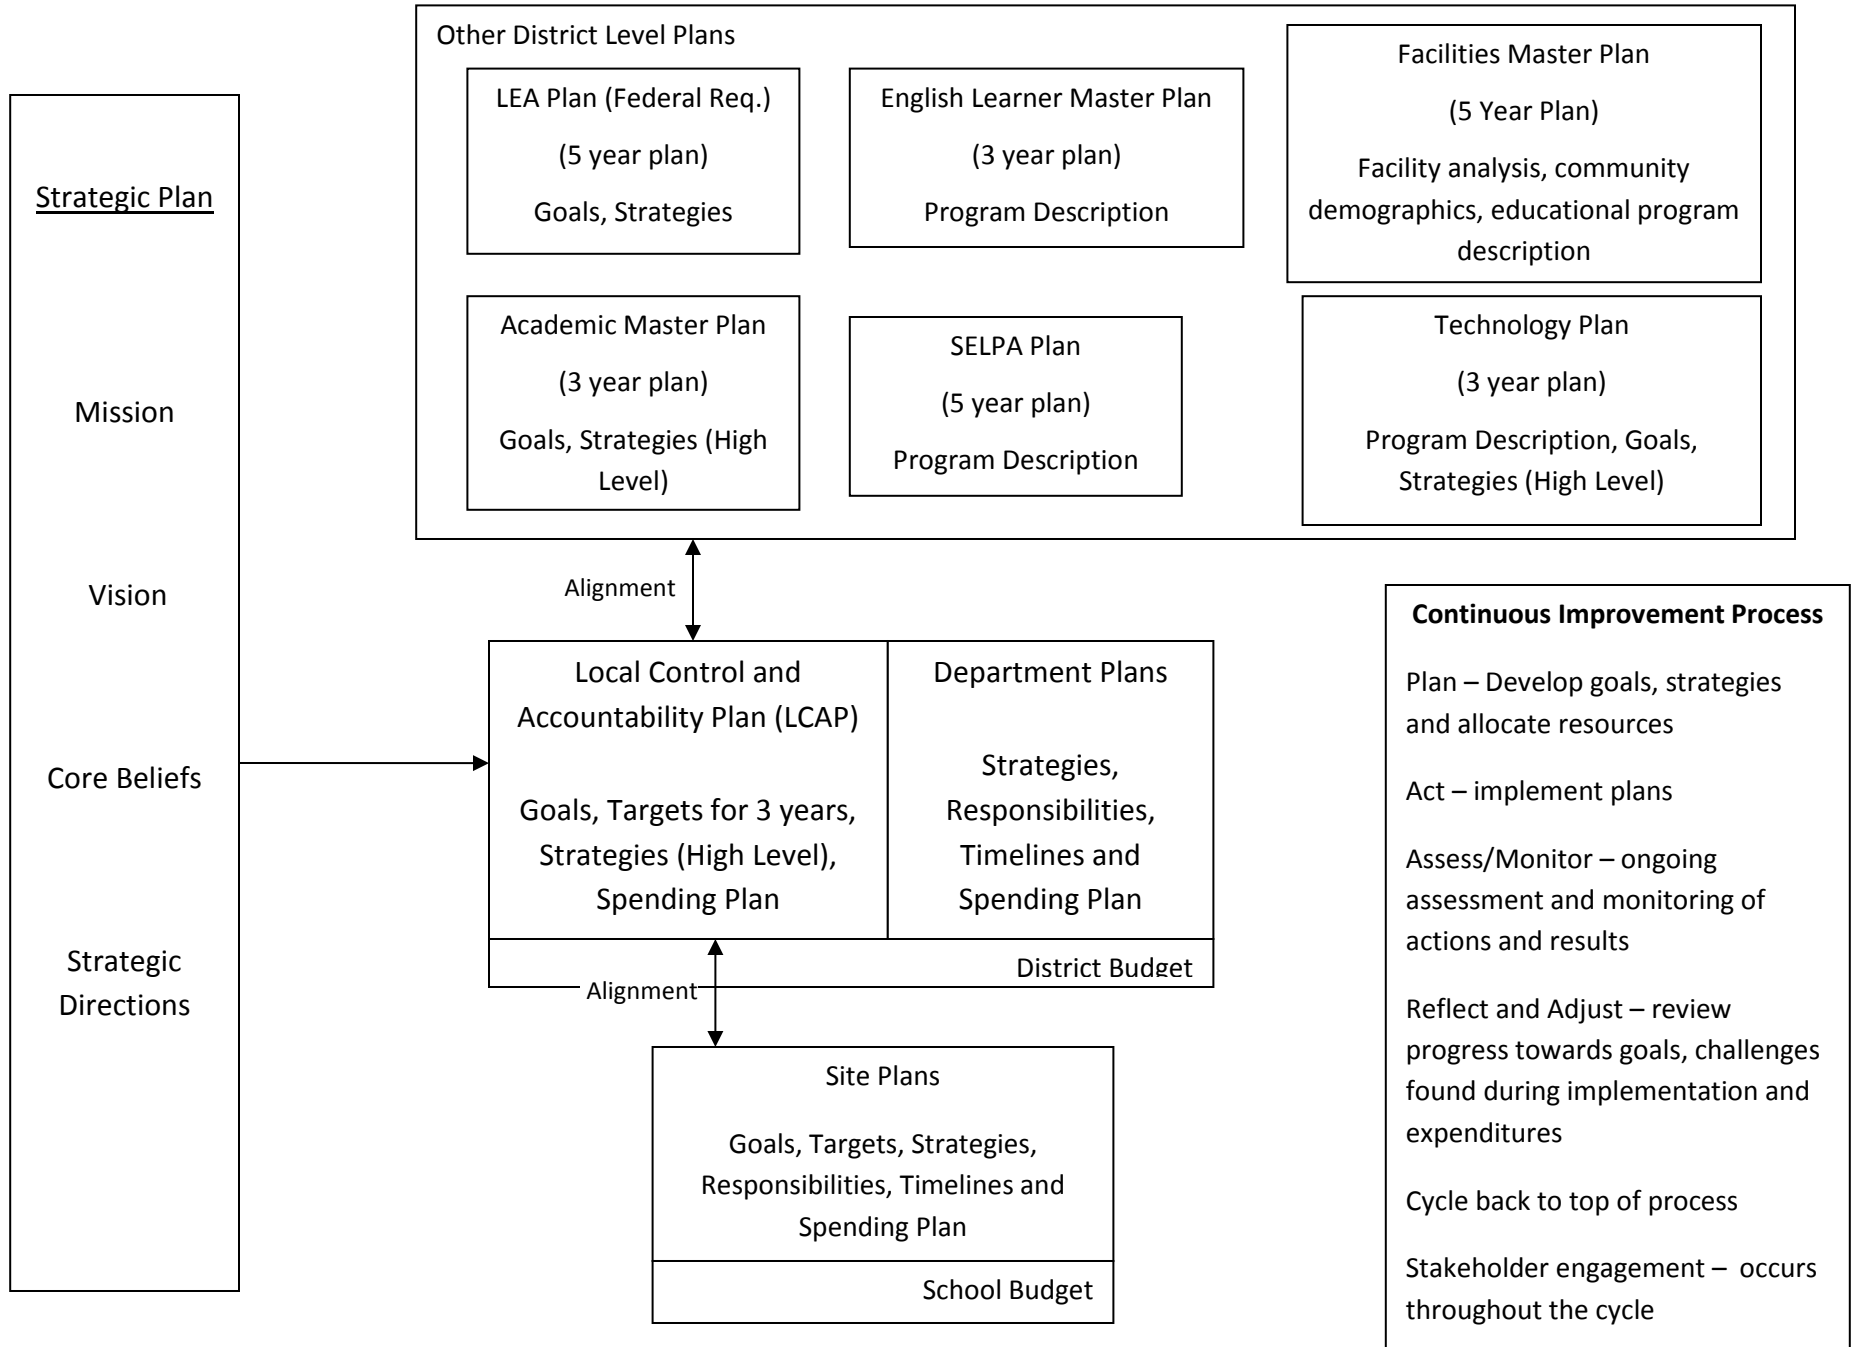 Other District Level Plans
LEA Plan (Federal Req.)
(5 year plan)
Goals, Strategies
English Learner Master Plan
(3 year plan)
Program Description
Facilities Master Plan
(5 Year Plan)
Facility analysis, community
demographics, educational program
description
Academic Master Plan
(3 year plan)
Goals, Strategies (High
Level)
SELPA Plan
(5 year plan)
Program Description
Technology Plan
(3 year plan)
Program Description, Goals,
Strategies (High Level)
Strategic Plan
Mission
Vision
Core Beliefs
Strategic
Directions
Alignment
Local Control and
Accountability Plan (LCAP)
Goals, Targets for 3 years,
Strategies (High Level),
Spending Plan
Department Plans
Strategies,
Responsibilities,
Timelines and
Spending Plan
District Budget
Alignment
Site Plans
Goals, Targets, Strategies,
Responsibilities, Timelines and
Spending Plan
School Budget
Continuous Improvement Process
Plan – Develop goals, strategies
and allocate resources
Act – implement plans
Assess/Monitor – ongoing
assessment and monitoring of
actions and results
Reflect and Adjust – review
progress towards goals, challenges
found during implementation and
expenditures
Cycle back to top of process
Stakeholder engagement – occurs
throughout the cycle